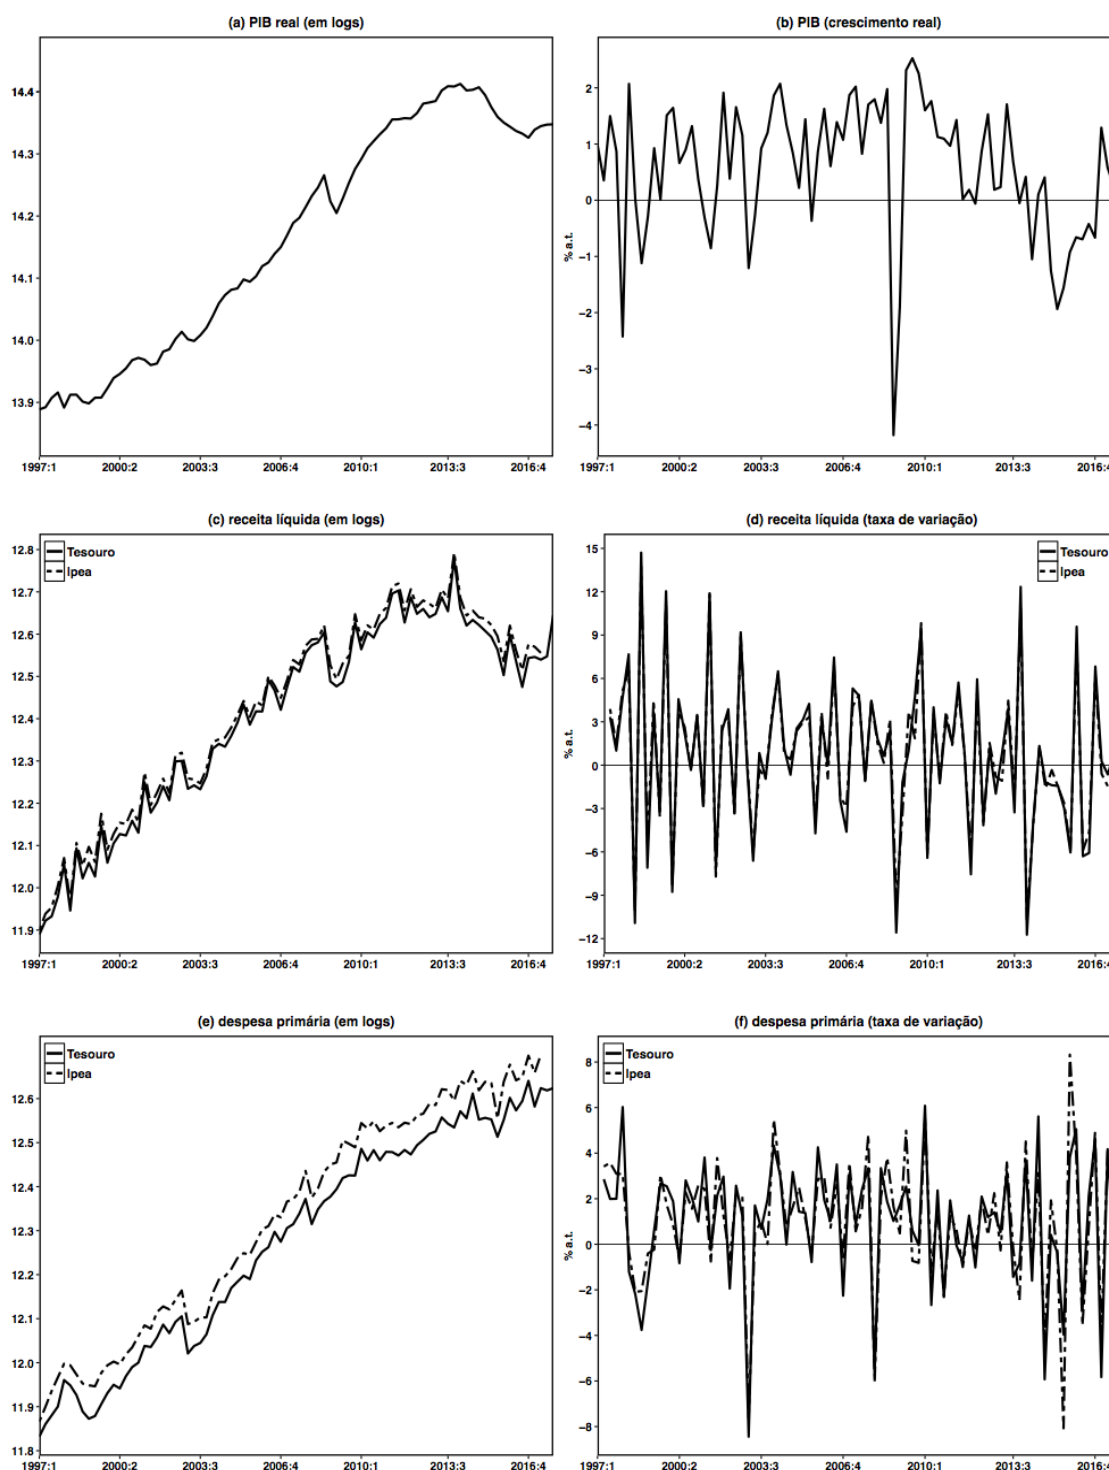 (a) PIB real (em logs)
14.4
14.3
14.2
14.1
14.0
13.9
1997:1 2000:2 2003:3 2006:4 2010:1 2013:3 2016:4
(b) PIB (crescimento real)
% a.t.
2
1
0
−1
−2
−3
−4
1997:1 2000:2 2003:3 2006:4 2010:1 2013:3 2016:4
(c) receita líquida (em logs)
Tesouro
Ipea
12.8
12.7
12.6
12.5
12.4
12.3
12.2
12.1
12.0
11.9
1997:1 2000:2 2003:3 2006:4 2010:1 2013:3 2016:4
(d) receita líquida (taxa de variação)
Tesouro
Ipea
% a.t.
15
12
9
6
3
0
−3
−6
−9
−12
1997:1 2000:2 2003:3 2006:4 2010:1 2013:3 2016:4
(e) despesa primária (em logs)
Tesouro
Ipea
12.6
12.5
12.4
12.3
12.2
12.1
12.0
11.9
11.8
1997:1 2000:2 2003:3 2006:4 2010:1 2013:3 2016:4
(f) despesa primária (taxa de variação)
Tesouro
Ipea
% a.t.
8
6
4
2
0
−2
−4
−6
−8
1997:1 2000:2 2003:3 2006:4 2010:1 2013:3 2016:4